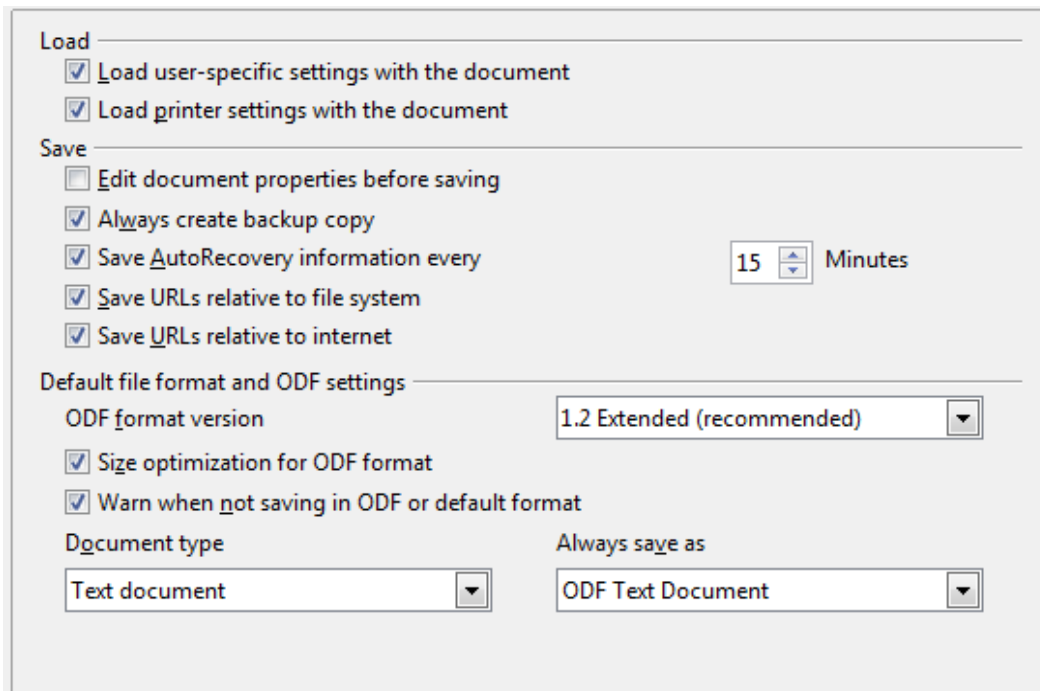 Load
Load user-specific settings with the document
Load printer settings with the document
Save
Edit document properties before saving
Always create backup copy
Save AutoRecovery information every 15 Minutes
Save URLs relative to file system
Save URLs relative to internet
Default file format and ODF settings
ODF format version 1.2 Extended (recommended)
Size optimization for ODF format
Warn when not saving in ODF or default format
Document type Always save as
Text document ODF Text Document